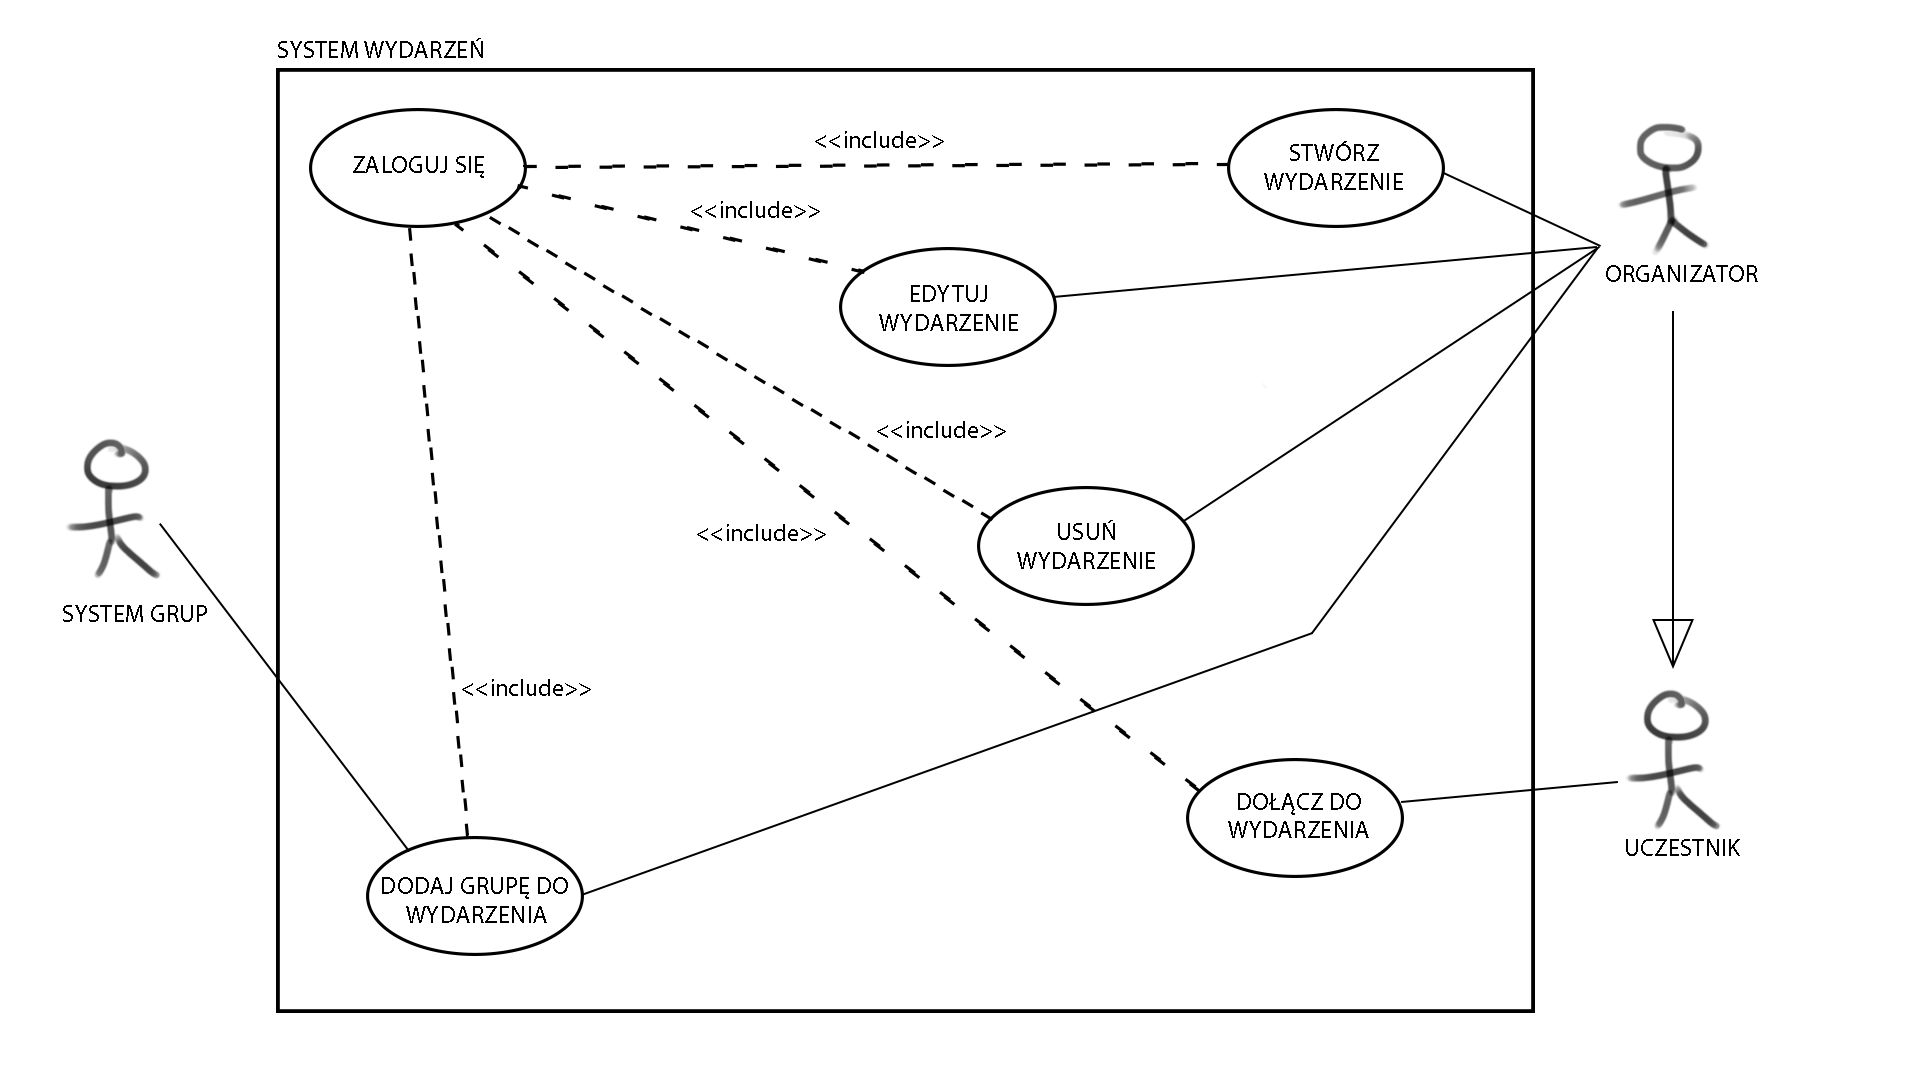 SYSTEM WYDARZEŃ
ZALOGUJ SIĘ
<<include>>
STWÓRZ
WYDARZENIE
<<include>>
ORGANIZATOR
EDYTUJ
WYDARZENIE
<<include>>
<<include>>
USUŃ
WYDARZENIE
SYSTEM GRUP
<<include>>
DOŁĄCZ DO
WYDARZENIA
UCZESTNIK
DODAJ GRUPĘ DO
WYDARZENIA